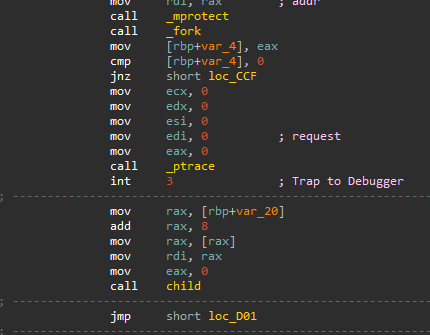 mov rdi, rax ; addr
call _mprotect
call _fork
mov [rbp+var_4], eax
cmp [rbp+var_4], 0
jnz short loc_CCF
mov ecx, 0
mov edx, 0
mov esi, 0
mov edi, 0 ; request
mov eax, 0
call _ptrace
int 3 ; Trap to Debugger
; ---------------------------------------------------------------------------
mov rax, [rbp+var_20]
add rax, 8
mov rax, [rax]
mov rdi, rax
mov eax, 0
call child
; ---------------------------------------------------------------------------
jmp short loc_D01
; ---------------------------------------------------------------------------